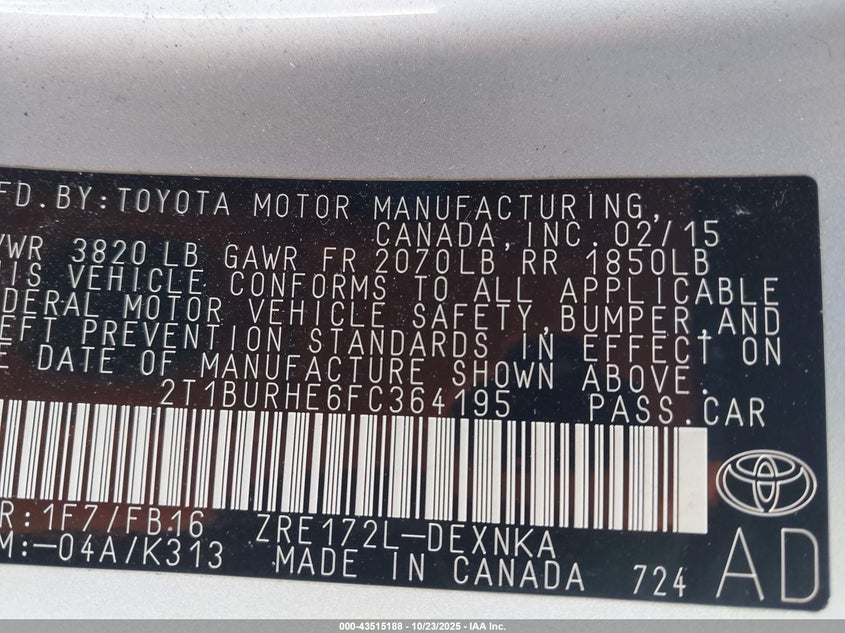 FD. BY: TOYOTA MOTOR MANUFACTURING,
CANADA, INC. 02/15
VWR 3820 LB GAWR FR 2070LB RR 1850LB
IS VEHICLE CONFORMS TO ALL APPLICABLE
DERAL MOTOR VEHICLE SAFETY, BUMPER, AND
EFT PREVENTION STANDARDS IN EFFECT ON
E DATE OF MANUFACTURE SHOWN ABOVE.
2T1BURHE6FC364195 PASS. CAR
R: 1F7/FB16 ZRE172L-DEXNKA
M:-04A/K313 MADE IN CANADA 724
AD
000-43515188 - 10/23/2025 - IAA Inc.